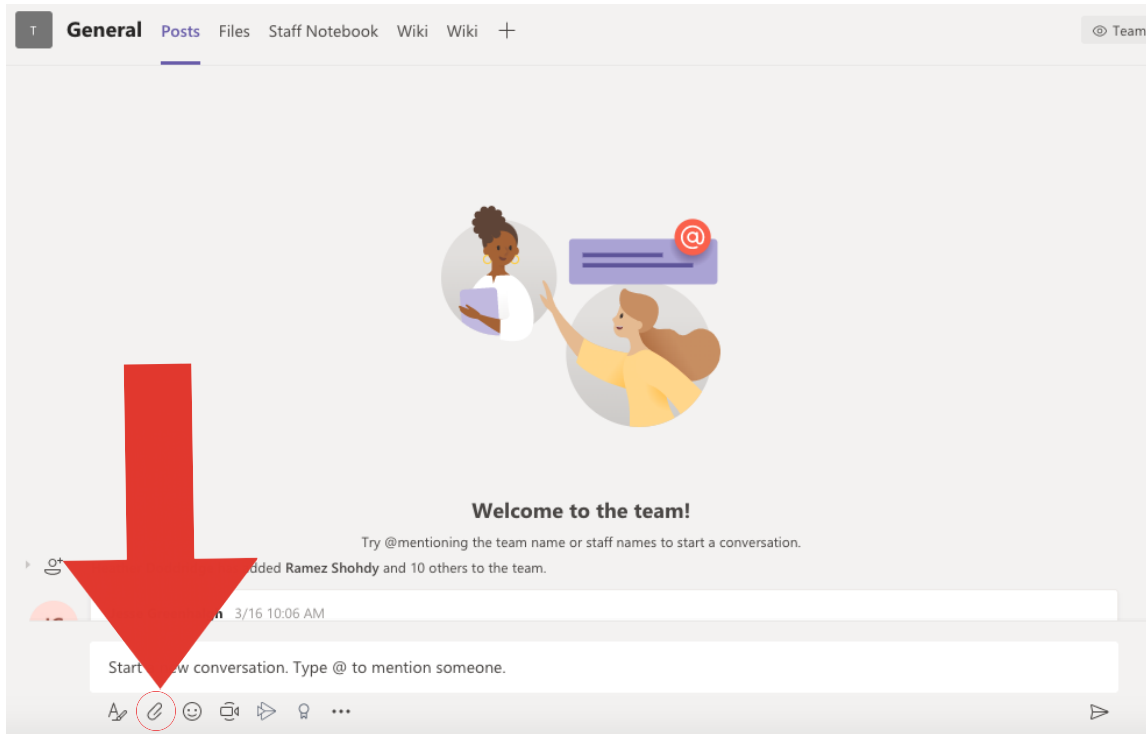 T General Posts Files Staff Notebook Wiki Wiki Team
@
Welcome to the team!
Try @mentioning the team name or staff names to start a conversation.
Ramez Shohdy and 10 others to the team.
3/16 10:06 AM
Start conversation. Type @ to mention someone.